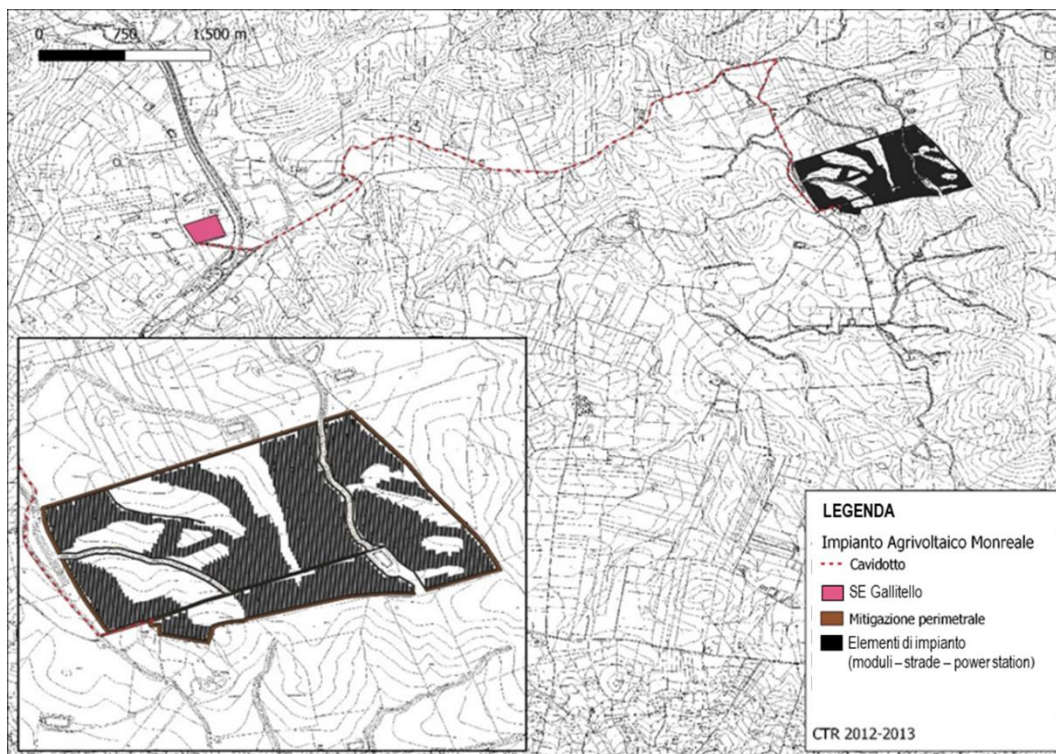 0 750 1.500 m
LEGENDA
Impianto Agrivoltaico Monreale
Cavidotto
SE Gallitello
Mitigazione perimetrale
Elementi di impianto
(moduli – strade – power station)
CTR 2012-2013